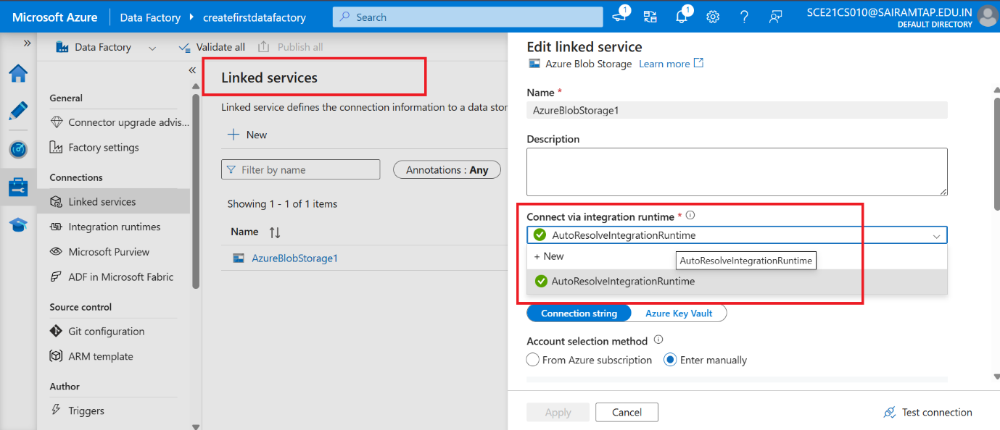 Microsoft Azure
Data Factory
createfirstdatafactory
Search
1
1
?
SCE21CS010@SAIRAMTAP.EDU.IN
DEFAULT DIRECTORY
Data Factory
Validate all
Publish all
General
Connector upgrade advis...
Factory settings
Connections
Linked services
Integration runtimes
Microsoft Purview
ADF in Microsoft Fabric
Source control
Git configuration
ARM template
Author
Triggers
Linked services
Linked service defines the connection information to a data stor
New
Filter by name
Annotations : Any
Showing 1 - 1 of 1 items
Name
AzureBlobStorage1
Edit linked service
Azure Blob Storage Learn more
Name *
AzureBlobStorage1
Description
Connect via integration runtime *
AutoResolveIntegrationRuntime
+ New
AutoResolveIntegrationRuntime
AutoResolveIntegrationRuntime
Connection string
Azure Key Vault
Account selection method
From Azure subscription
Enter manually
Apply
Cancel
Test connection